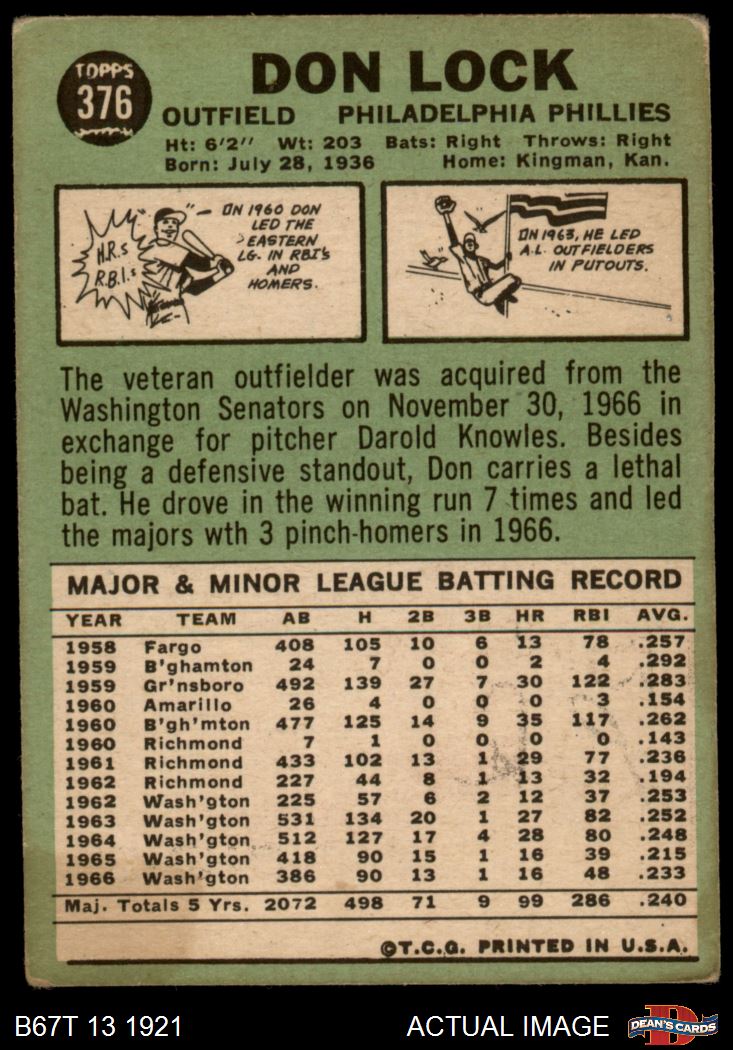 TOPPS
376
DON LOCK
OUTFIELD PHILADELPHIA PHILLIES
Ht: 6'2" Wt: 203 Bats: Right Throws: Right
Born: July 28, 1936 Home: Kingman, Kan.
H.R.s
R.B.I.s
ON 1960 DON
LED THE
EASTERN
LG. IN RBI's
AND
HOMERS.
ON 1963, HE LED
A.L. OUTFIELDERS
IN PUTOUTS.
The veteran outfielder was acquired from the
Washington Senators on November 30, 1966 in
exchange for pitcher Darold Knowles. Besides
being a defensive standout, Don carries a lethal
bat. He drove in the winning run 7 times and led
the majors wth 3 pinch-homers in 1966.
MAJOR & MINOR LEAGUE BATTING RECORD
YEAR TEAM AB H 2B 3B HR RBI AVG.
1958 Fargo 408 105 10 6 13 78 .257
1959 B'ghamton 24 7 0 0 2 4 .292
1959 Gr'nsboro 492 139 27 7 30 122 .283
1960 Amarillo 26 4 0 0 0 3 .154
1960 B'gh'mton 477 125 14 9 35 117 .262
1960 Richmond 7 1 0 0 0 0 .143
1961 Richmond 433 102 13 1 29 77 .236
1962 Richmond 227 44 8 1 13 32 .194
1962 Wash'gton 225 57 6 2 12 37 .253
1963 Wash'gton 531 134 20 1 27 82 .252
1964 Wash'gton 512 127 17 4 28 80 .248
1965 Wash'gton 418 90 15 1 16 39 .215
1966 Wash'gton 386 90 13 1 16 48 .233
Maj. Totals 5 Yrs. 2072 498 71 9 99 286 .240
©T.C.G. PRINTED IN U.S.A.
B67T 13 1921 ACTUAL IMAGE DEAN'S CARDS